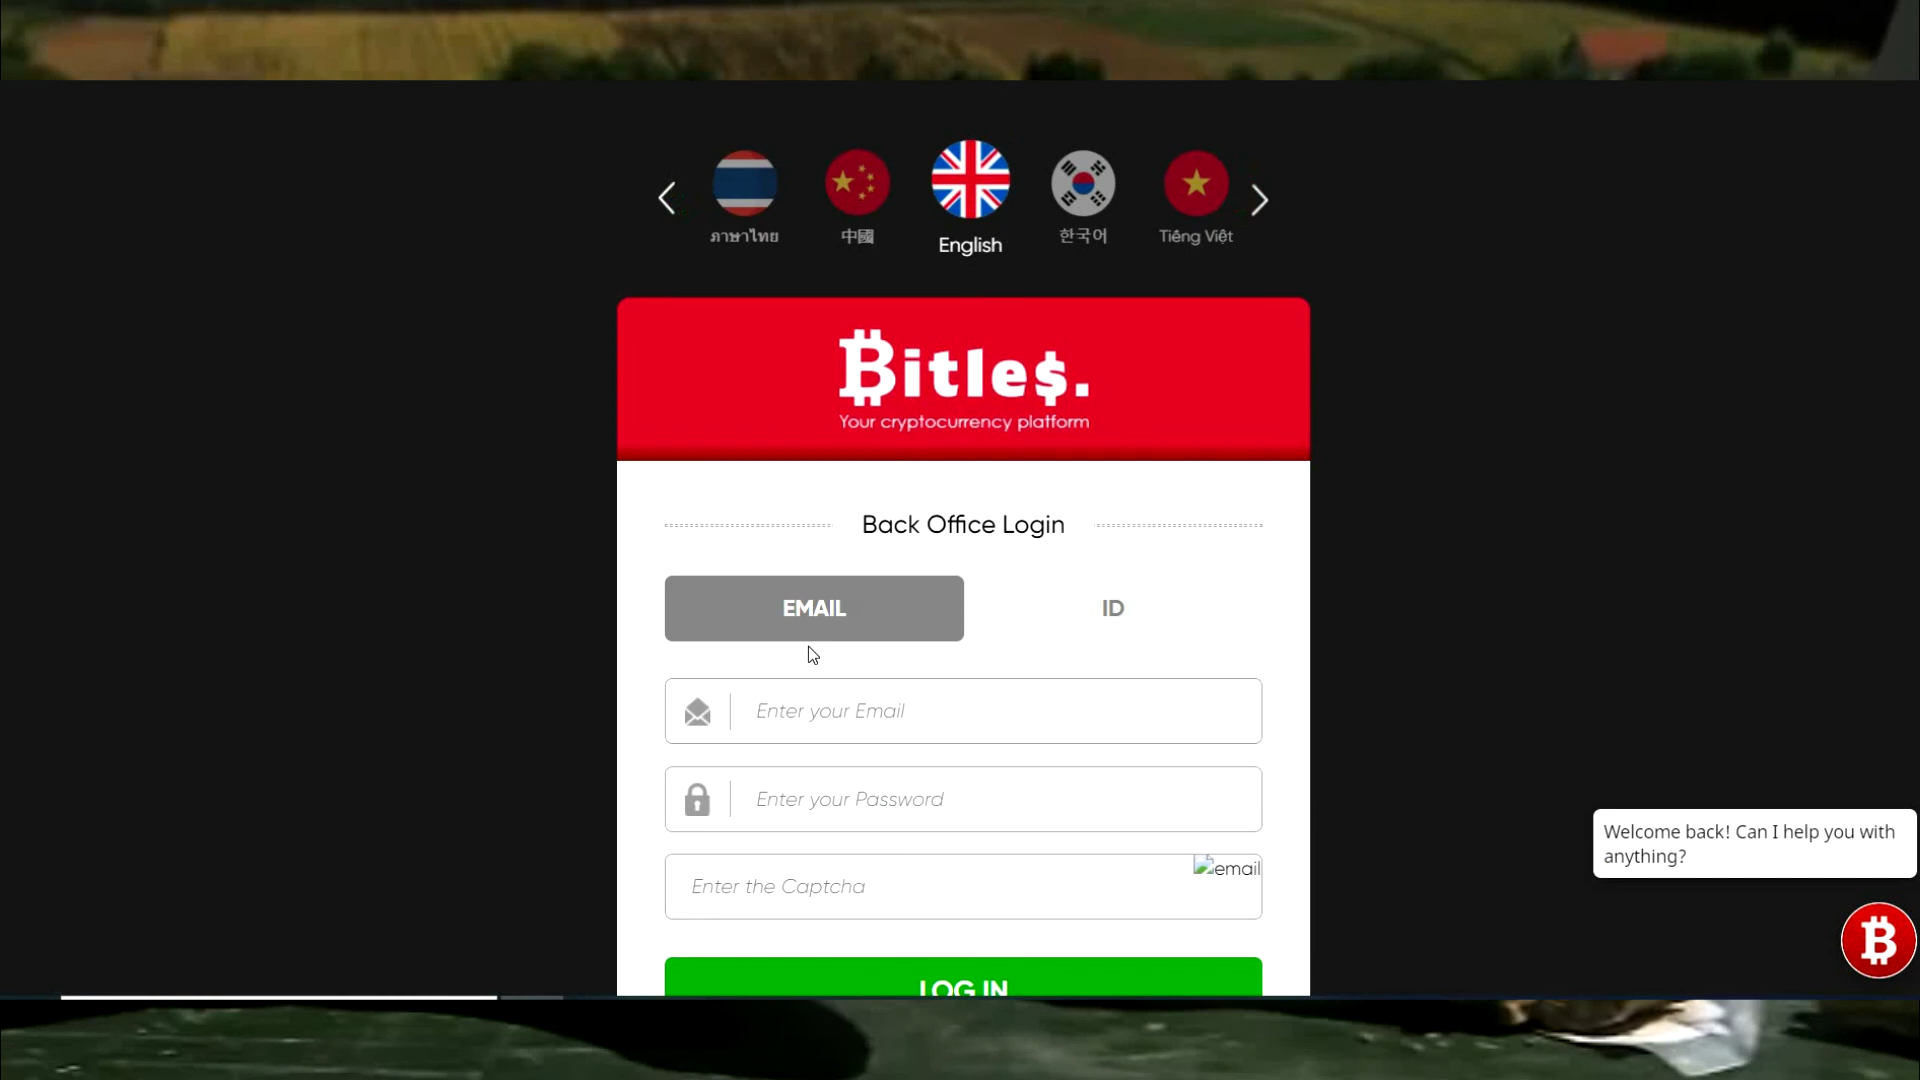 ภาษาไทย
中國
English
한국어
Tiếng Việt
Bitles.
Your cryptocurrency platform
Back Office Login
EMAIL
ID
Enter your Email
Enter your Password
email
Enter the Captcha
LOG IN
Welcome back! Can I help you with
anything?